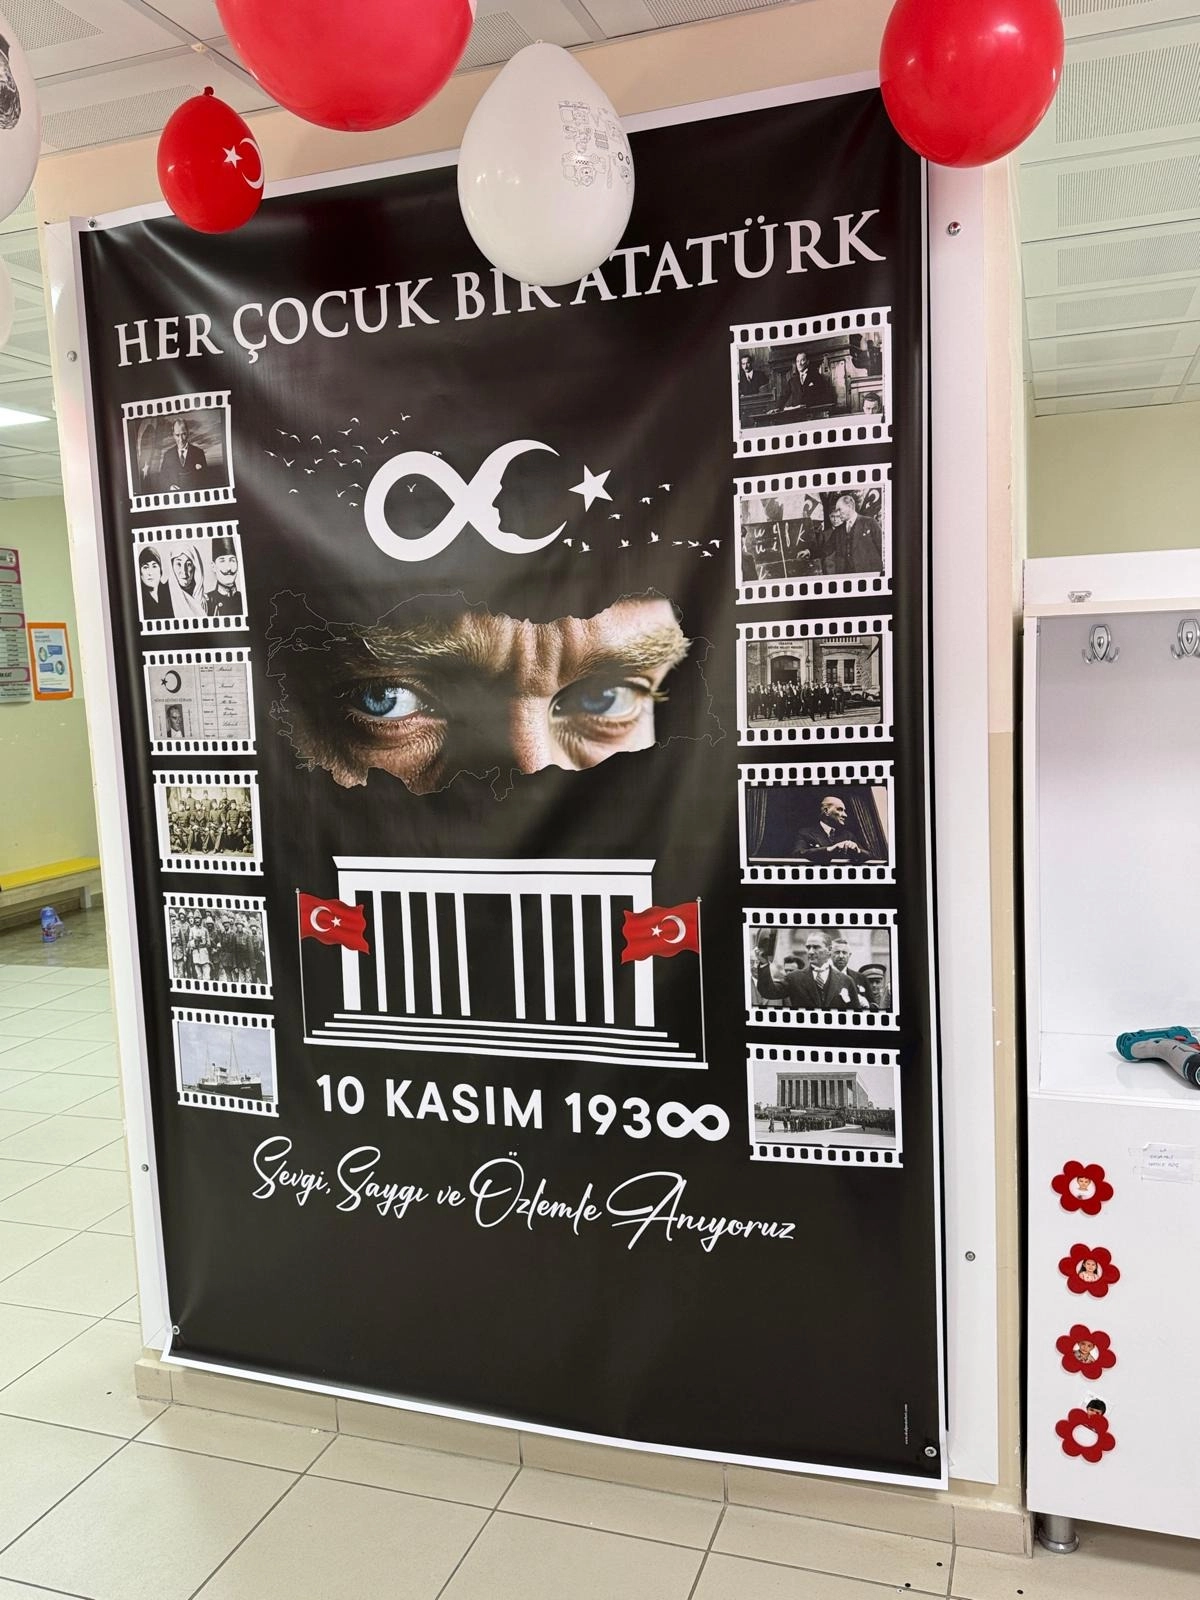 HER ÇOCUK BİR ATATÜRK
10 KASIM 193∞
Sevgi, Saygı ve Özlemle Anıyoruz